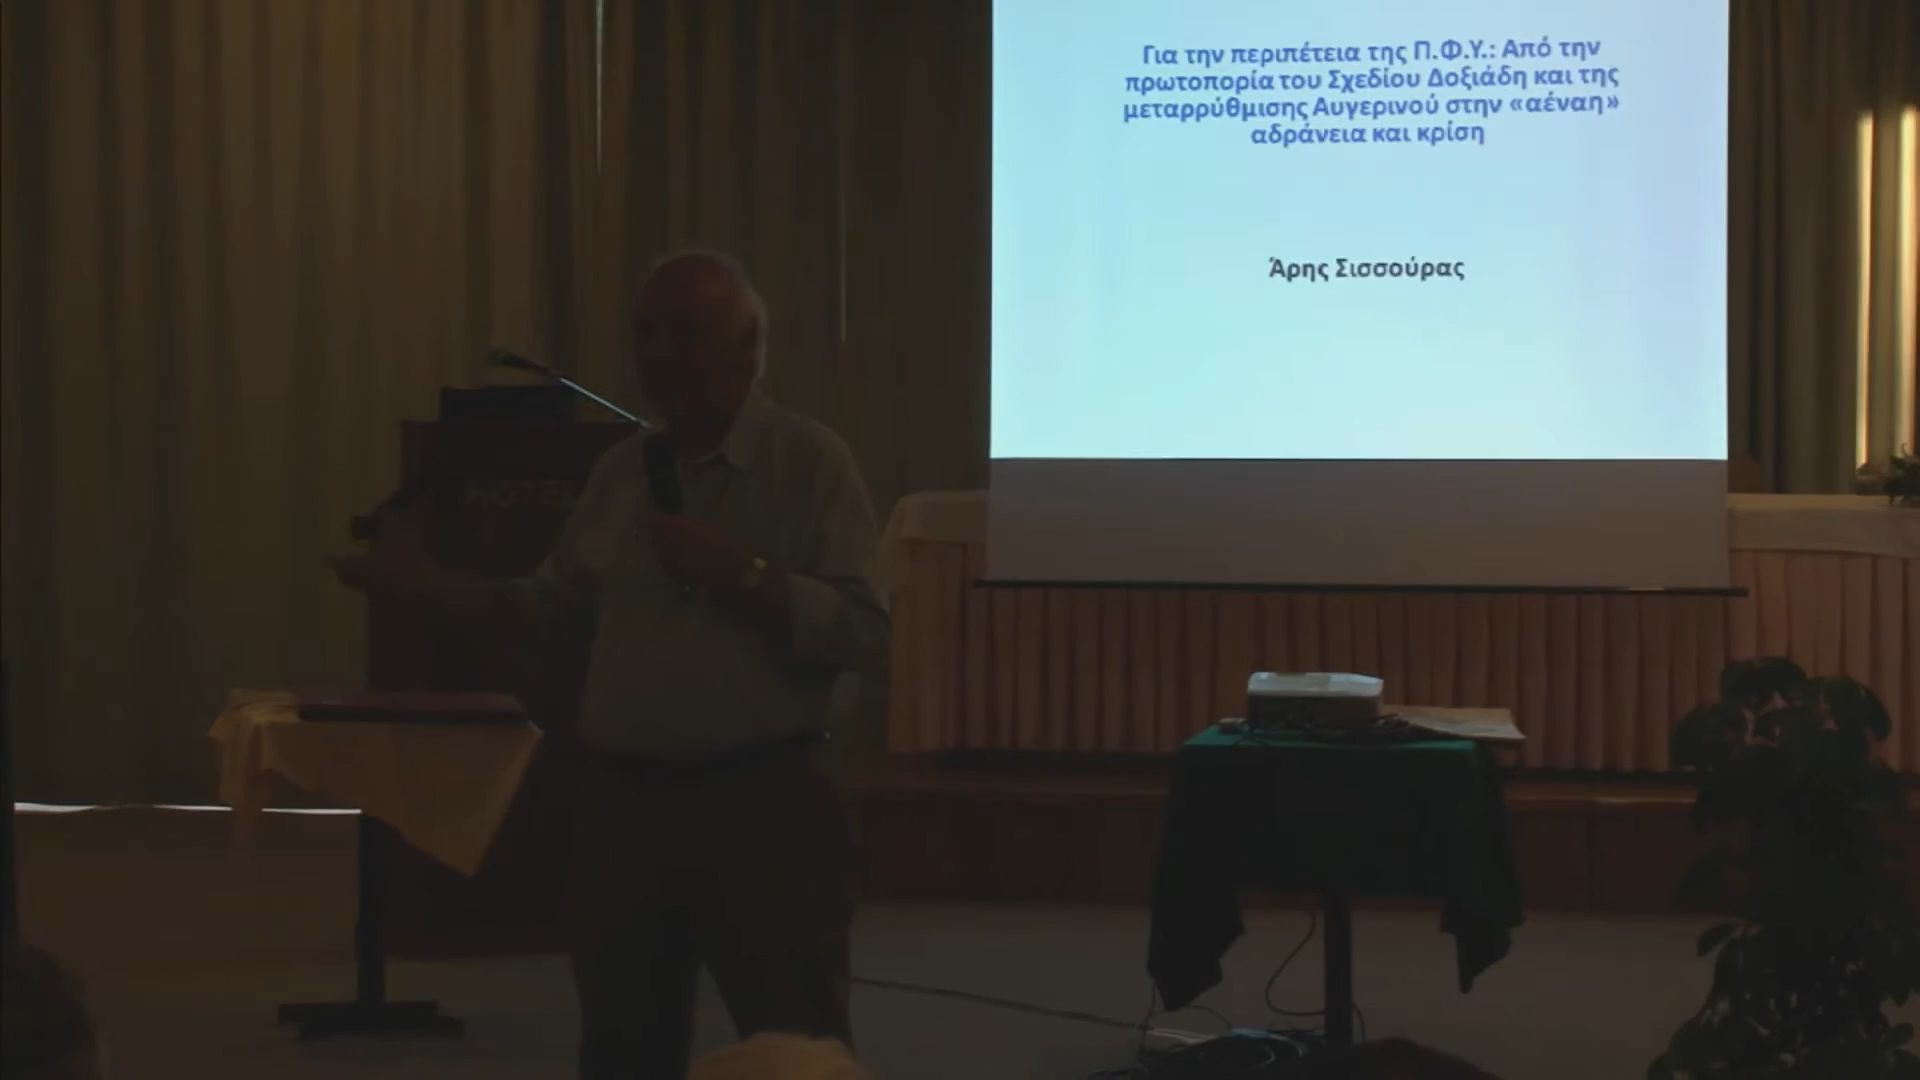 Για την περιπέτεια της Π.Φ.Υ.: Από την
πρωτοπορία του Σχεδίου Δοξιάδη και της
μεταρρύθμισης Αυγερινού στην «αέναη»
αδράνεια και κρίση
Άρης Σισσούρας
HOTEL